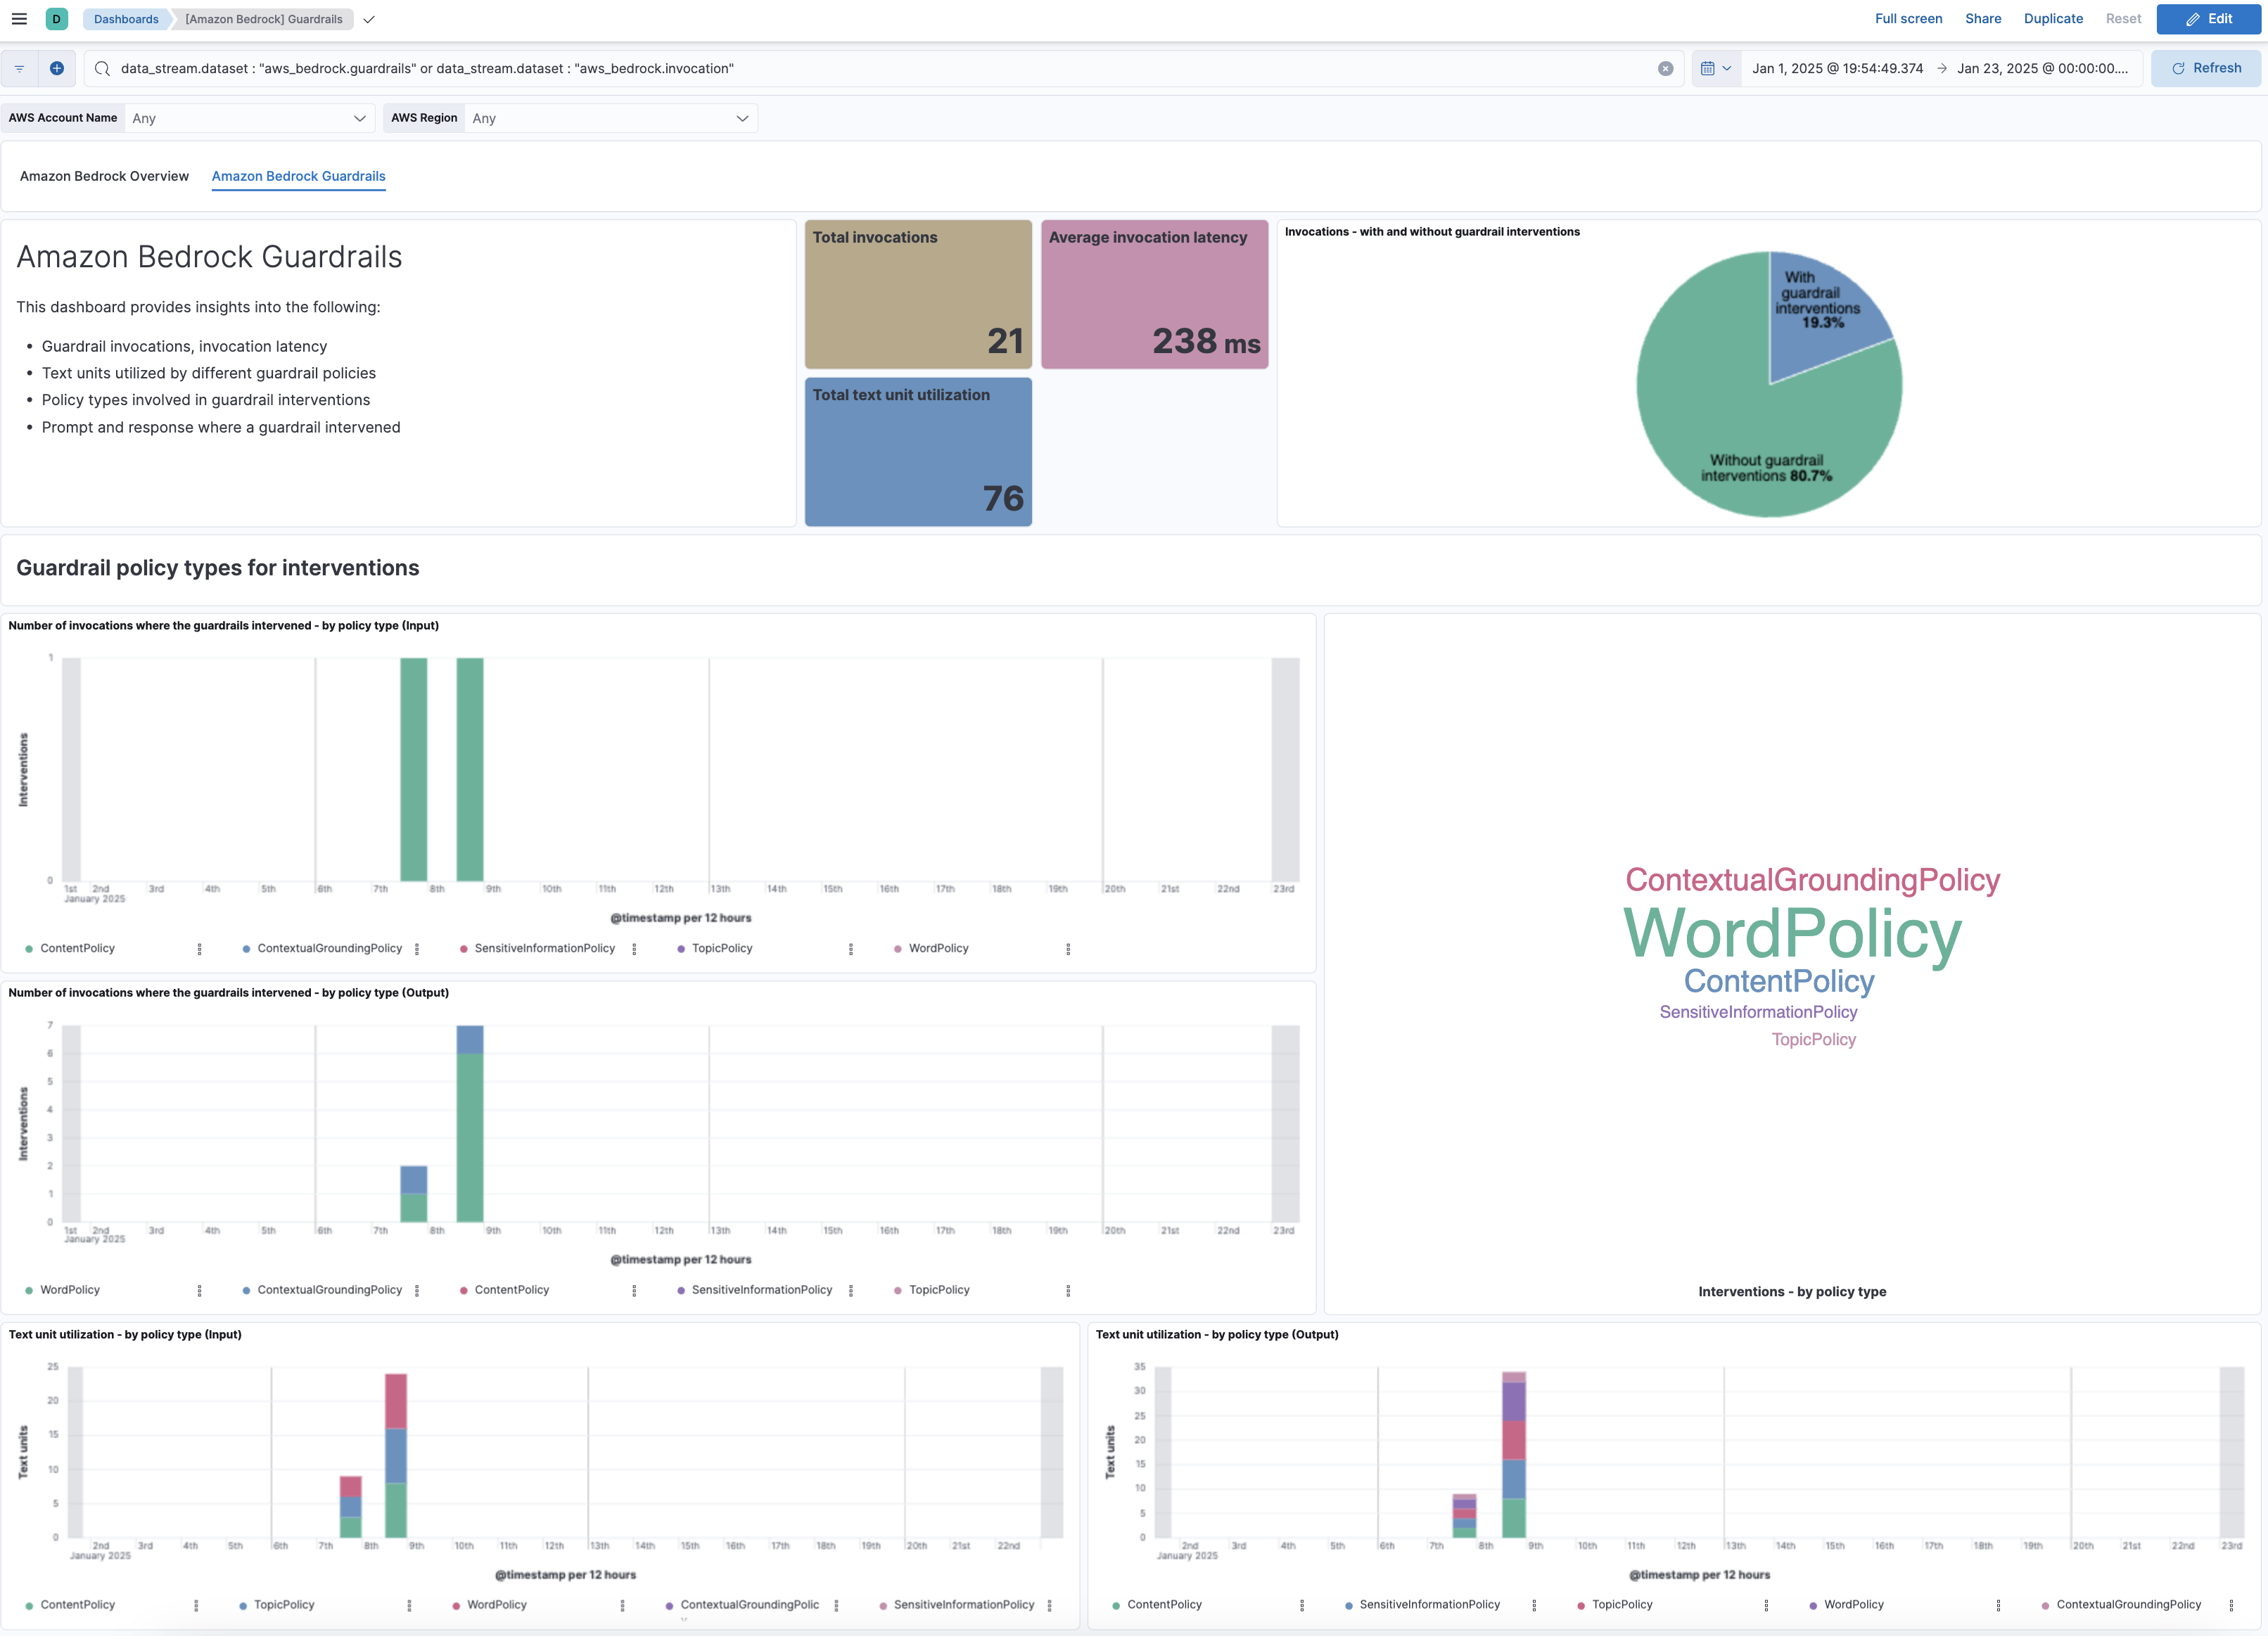 D
Dashboards
[Amazon Bedrock] Guardrails
Full screen
Share
Duplicate
Reset
Edit
data_stream.dataset : "aws_bedrock.guardrails" or data_stream.dataset : "aws_bedrock.invocation"
Jan 1, 2025 @ 19:54:49.374
Jan 23, 2025 @ 00:00:00....
Refresh
AWS Account Name
Any
AWS Region
Any
Amazon Bedrock Overview
Amazon Bedrock Guardrails
Amazon Bedrock Guardrails
This dashboard provides insights into the following:
• Guardrail invocations, invocation latency
• Text units utilized by different guardrail policies
• Policy types involved in guardrail interventions
• Prompt and response where a guardrail intervened
Total invocations
21
Average invocation latency
238 ms
Total text unit utilization
76
Invocations - with and without guardrail interventions
With
guardrail
interventions
19.3%
Without guardrail
interventions 80.7%
Guardrail policy types for interventions
Number of invocations where the guardrails intervened - by policy type (Input)
Interventions
1
0
1st 2nd 3rd 4th 5th 6th 7th 8th 9th 10th 11th 12th 13th 14th 15th 16th 17th 18th 19th 20th 21st 22nd 23rd
January 2025
@timestamp per 12 hours
ContentPolicy
ContextualGroundingPolicy
SensitiveInformationPolicy
TopicPolicy
WordPolicy
Number of invocations where the guardrails intervened - by policy type (Output)
Interventions
7
6
5
4
3
2
1
0
1st 2nd 3rd 4th 5th 6th 7th 8th 9th 10th 11th 12th 13th 14th 15th 16th 17th 18th 19th 20th 21st 22nd 23rd
January 2025
@timestamp per 12 hours
WordPolicy
ContextualGroundingPolicy
ContentPolicy
SensitiveInformationPolicy
TopicPolicy
ContextualGroundingPolicy
WordPolicy
ContentPolicy
SensitiveInformationPolicy
TopicPolicy
Interventions - by policy type
Text unit utilization - by policy type (Input)
Text units
25
20
15
10
5
0
2nd 3rd 4th 5th 6th 7th 8th 9th 10th 11th 12th 13th 14th 15th 16th 17th 18th 19th 20th 21st 22nd
January 2025
@timestamp per 12 hours
ContentPolicy
TopicPolicy
WordPolicy
ContextualGroundingPolic
y
SensitiveInformationPolicy
Text unit utilization - by policy type (Output)
Text units
35
30
25
20
15
10
5
0
2nd 3rd 4th 5th 6th 7th 8th 9th 10th 11th 12th 13th 14th 15th 16th 17th 18th 19th 20th 21st 22nd 23rd
January 2025
@timestamp per 12 hours
ContentPolicy
SensitiveInformationPolicy
TopicPolicy
WordPolicy
ContextualGroundingPolicy